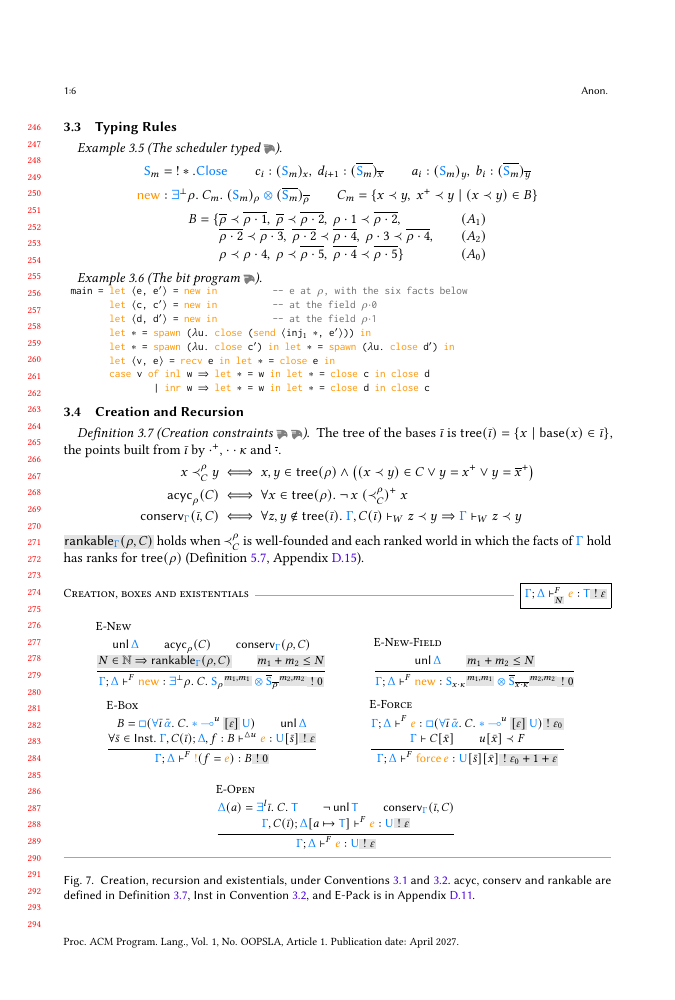 1:6 Anon.
246 3.3 Typing Rules
247 Example 3.5 (The scheduler typed ).
248
249 Sₘ = ! ∗ .Close cᵢ : (Sₘ)ₓ, dᵢ₊₁ : (S̅ₘ)x̅ aᵢ : (Sₘ)y, bᵢ : (S̅ₘ)y̅
250 new : ∃⊥ρ. Cₘ. (Sₘ)ρ ⊗ (S̅ₘ)ρ̅ Cₘ = {x ≺ y, x⁺ ≺ y | (x ≺ y) ∈ B}
251 B = {ρ̅ ≺ ρ̅·̅1̅, ρ̅ ≺ ρ̅·̅2̅, ρ · 1 ≺ ρ̅·̅2̅, (A₁)
252 ρ̅·̅2̅ ≺ ρ̅·̅3̅, ρ̅·̅2̅ ≺ ρ̅·̅4̅, ρ · 3 ≺ ρ̅·̅4̅, (A₂)
253
254 ρ ≺ ρ · 4, ρ ≺ ρ̅·̅5̅, ρ̅·̅4̅ ≺ ρ̅·̅5̅} (A₀)
255 Example 3.6 (The bit program ).
256 main = let ⟨e, e′⟩ = new in -- e at ρ, with the six facts below
257 let ⟨c, c′⟩ = new in -- at the field ρ·0
258 let ⟨d, d′⟩ = new in -- at the field ρ·1
259 let ∗ = spawn (λu. close (send ⟨inj₁ ∗, e′⟩)) in
let ∗ = spawn (λu. close c′) in let ∗ = spawn (λu. close d′) in
260 let ⟨v, e⟩ = recv e in let ∗ = close e in
261 case v of inl w ⇒ let ∗ = w in let ∗ = close c in close d
262 | inr w ⇒ let ∗ = w in let ∗ = close d in close c
263 3.4 Creation and Recursion
264 Definition 3.7 (Creation constraints ). The tree of the bases ī is tree(ī) = {x | base(x) ∈ ī},
265 the points built from ī by ·⁺, · · κ and ·̅.
266
267 x ≺ρC y ⟺ x, y ∈ tree(ρ) ∧ ((x ≺ y) ∈ C ∨ y = x⁺ ∨ y = x̅⁺)
268 acycρ(C) ⟺ ∀x ∈ tree(ρ). ¬ x (≺ρC)⁺ x
269 conservΓ(ī, C) ⟺ ∀z, y ∉ tree(ī). Γ, C(ī) ⊢W z ≺ y ⇒ Γ ⊢W z ≺ y
270
271 rankableΓ(ρ, C) holds when ≺ρC is well-founded and each ranked world in which the facts of Γ hold
272 has ranks for tree(ρ) (Definition 5.7, Appendix D.15).
273
274 Creation, boxes and existentials Γ; Δ ⊢FN e : T ! ε
275
276 E-New
277 unl Δ acycρ(C) conservΓ(ρ, C) E-New-Field
278 N ∈ ℕ ⇒ rankableΓ(ρ, C) m₁ + m₂ ≤ N unl Δ m₁ + m₂ ≤ N
279 Γ; Δ ⊢F new : ∃⊥ρ. C. Sρ^m₁,m₁ ⊗ S̅ρ̅^m₂,m₂ ! 0 Γ; Δ ⊢F new : Sx·κ^m₁,m₁ ⊗ S̅x̅·̅κ̅^m₂,m₂ ! 0
280
281 E-Box E-Force
282 B = □(∀ī ᾱ. C. ∗ ⊸u [ε] U) unl Δ Γ; Δ ⊢F e : □(∀ī ᾱ. C. ∗ ⊸u [ε] U) ! ε₀
283 ∀s̄ ∈ Inst. Γ, C(ī); Δ, f : B ⊢△u e : U[s̄] ! ε Γ ⊢ C[x̄] u[x̄] ≺ F
284 Γ; Δ ⊢F !(f = e) : B ! 0 Γ; Δ ⊢F force e : U[s̄][x̄] ! ε₀ + 1 + ε
285
286 E-Open
287 Δ(a) = ∃ˡī. C. T ¬ unl T conservΓ(ī, C)
288 Γ, C(ī); Δ[a ↦ T] ⊢F e : U ! ε
289 Γ; Δ ⊢F e : U ! ε
290
291 Fig. 7. Creation, recursion and existentials, under Conventions 3.1 and 3.2. acyc, conserv and rankable are
292 defined in Definition 3.7, Inst in Convention 3.2, and E-Pack is in Appendix D.11.
293
294
Proc. ACM Program. Lang., Vol. 1, No. OOPSLA, Article 1. Publication date: April 2027.